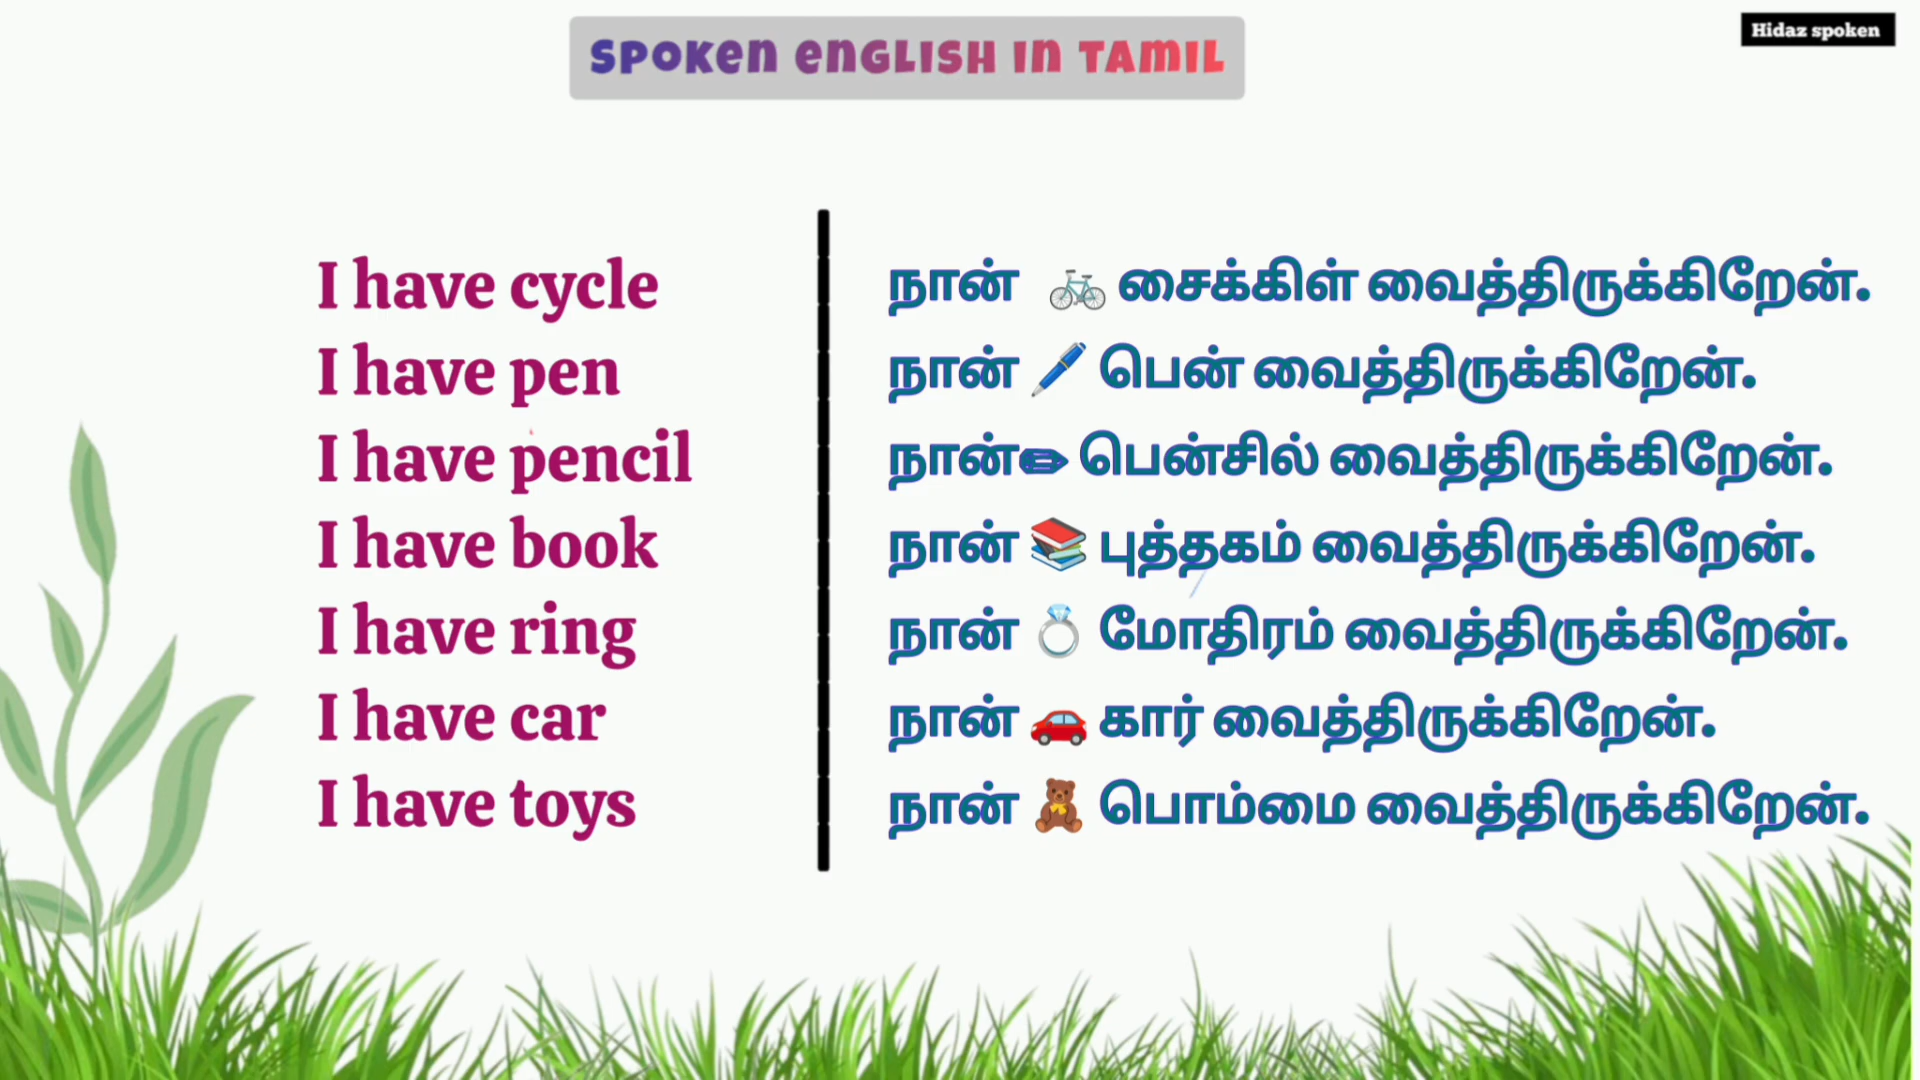 SPOKEN ENGLISH IN TAMIL
Hidaz spoken
I have cycle
நான் 🚲 சைக்கிள் வைத்திருக்கிறேன்.
I have pen
நான் 🖊️ பென் வைத்திருக்கிறேன்.
I have pencil
நான்✏ பென்சில் வைத்திருக்கிறேன்.
I have book
நான் 📚 புத்தகம் வைத்திருக்கிறேன்.
I have ring
நான் 💍 மோதிரம் வைத்திருக்கிறேன்.
I have car
நான் 🚗 கார் வைத்திருக்கிறேன்.
I have toys
நான் 🧸 பொம்மை வைத்திருக்கிறேன்.